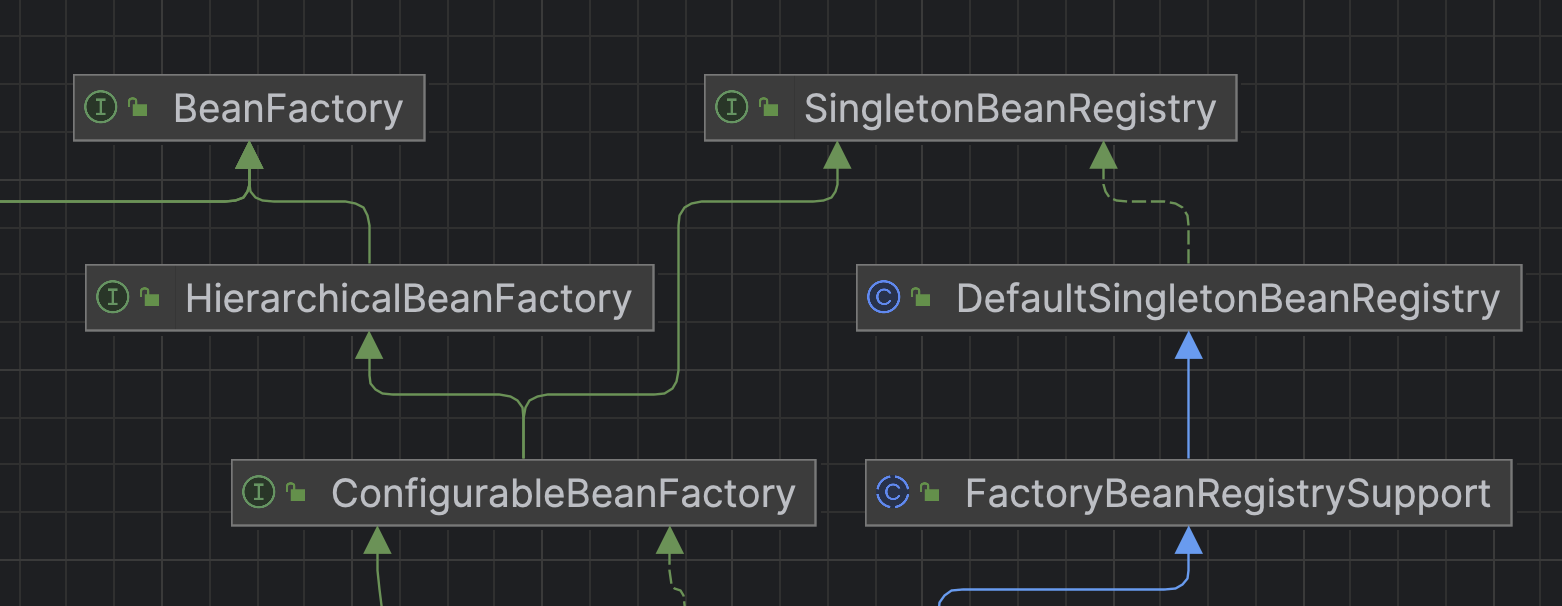 BeanFactory
SingletonBeanRegistry
HierarchicalBeanFactory
DefaultSingletonBeanRegistry
ConfigurableBeanFactory
FactoryBeanRegistrySupport